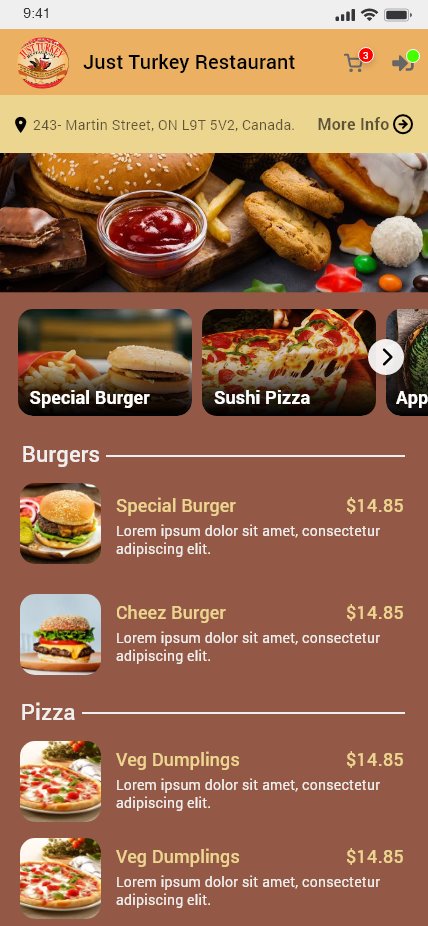 9:41
JUST TURKEY
Just Turkey Restaurant
3
243- Martin Street, ON L9T 5V2, Canada.
More Info
Special Burger
Sushi Pizza
App
Burgers
Special Burger
$14.85
Lorem ipsum dolor sit amet, consectetur
adipiscing elit.
Cheez Burger
$14.85
Lorem ipsum dolor sit amet, consectetur
adipiscing elit.
Pizza
Veg Dumplings
$14.85
Lorem ipsum dolor sit amet, consectetur
adipiscing elit.
Veg Dumplings
$14.85
Lorem ipsum dolor sit amet, consectetur
adipiscing elit.